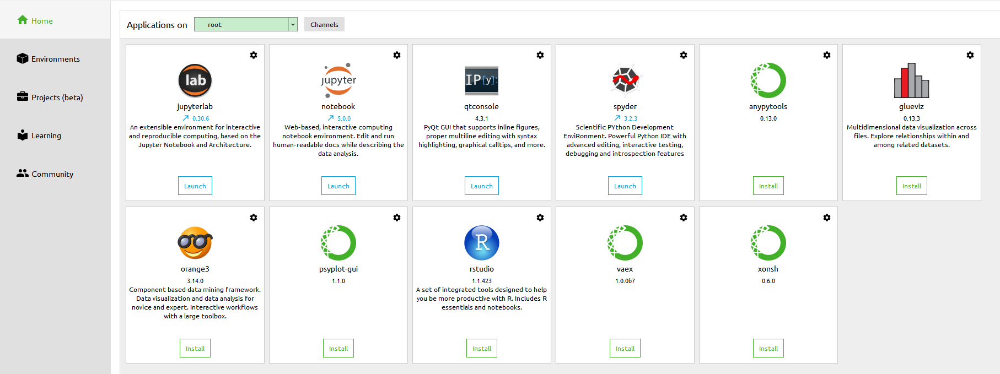 Home
Environments
Projects (beta)
Learning
Community
Applications on root Channels
lab
jupyterlab
0.30.6
An extensible environment for interactive
and reproducible computing, based on the
Jupyter Notebook and Architecture.
Launch
jupyter
notebook
5.0.0
Web-based, interactive computing
notebook environment. Edit and run
human-readable docs while describing the
data analysis.
Launch
IP[y]:
qtconsole
4.3.1
PyQt GUI that supports inline figures,
proper multiline editing with syntax
highlighting, graphical calltips, and more.
Launch
spyder
3.2.3
Scientific PYthon Development
EnviRonment. Powerful Python IDE with
advanced editing, interactive testing,
debugging and introspection features
Launch
anypytools
0.13.0
Install
glueviz
0.13.3
Multidimensional data visualization across
files. Explore relationships within and
among related datasets.
Install
orange3
3.14.0
Component based data mining framework.
Data visualization and data analysis for
novice and expert. Interactive workflows
with a large toolbox.
Install
psyplot-gui
1.1.0
Install
R
rstudio
1.1.423
A set of integrated tools designed to help
you be more productive with R. Includes R
essentials and notebooks.
Install
vaex
1.0.0b7
Install
xonsh
0.6.0
Install